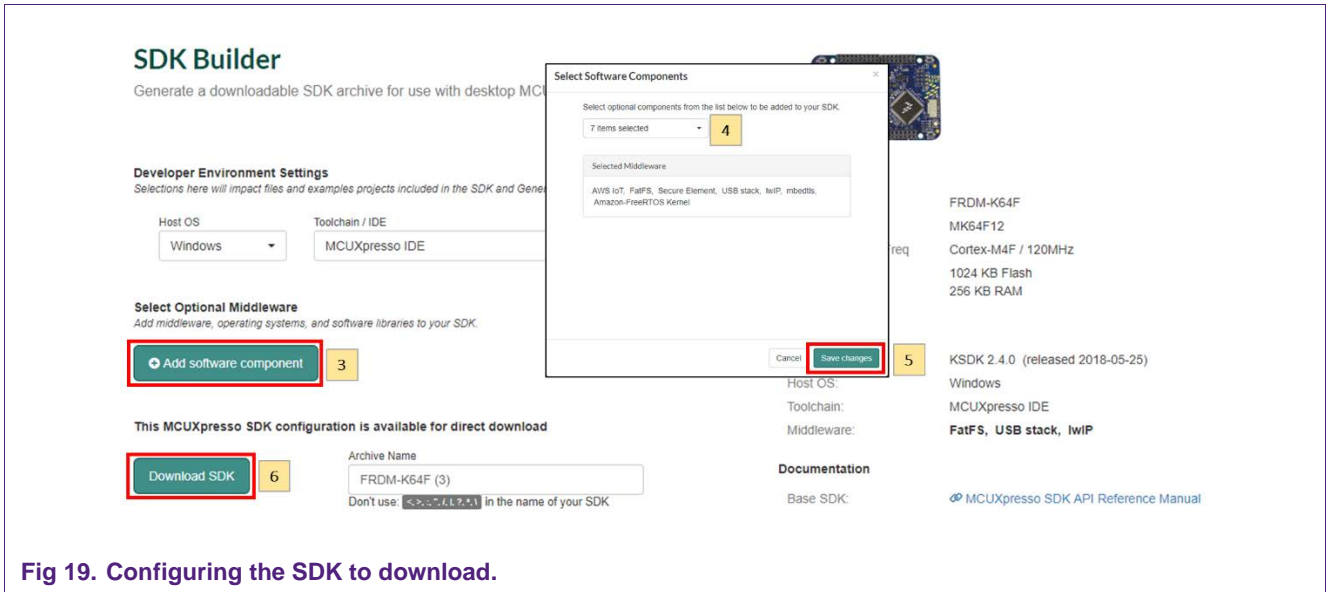 SDK Builder
Generate a downloadable SDK archive for use with desktop MCU
Developer Environment Settings
Selections here will impact files and examples projects included in the SDK and Gene
Host OS
Toolchain / IDE
Windows
MCUXpresso IDE
Select Optional Middleware
Add middleware, operating systems, and software libraries to your SDK.
Add software component
3
This MCUXpresso SDK configuration is available for direct download
Download SDK
6
Archive Name
FRDM-K64F (3)
Don't use: in the name of your SDK
Select Software Components
×
Select optional components from the list below to be added to your SDK.
7 items selected
4
Selected Middleware
AWS IoT, FatFS, Secure Element, USB stack, lwIP, mbedtls,
Amazon-FreeRTOS Kernel
Cancel
Save changes
5
FRDM-K64F
MK64F12
req
Cortex-M4F / 120MHz
1024 KB Flash
256 KB RAM
KSDK 2.4.0 (released 2018-05-25)
Host OS:
Windows
Toolchain:
MCUXpresso IDE
Middleware:
FatFS, USB stack, lwIP
Documentation
Base SDK:
MCUXpresso SDK API Reference Manual
Fig 19. Configuring the SDK to download.